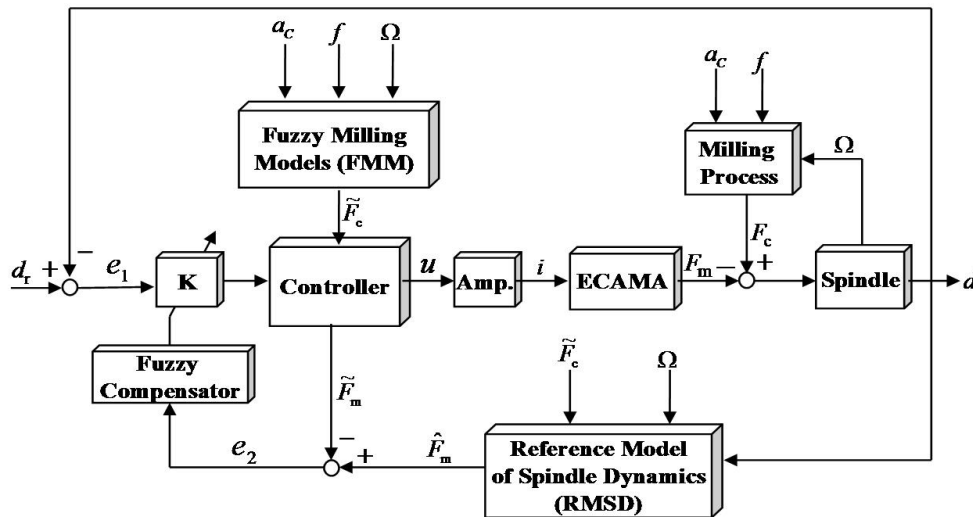 a_C f Ω
Fuzzy Milling
Models (FMM)
F̃_c
a_C f
Milling
Process
Ω
F_c
d_r + − e_1
K
Controller
u
Amp.
i
ECAMA
F_m − +
Spindle
d
Fuzzy
Compensator
F̃_m
F̃_c Ω
Reference Model
of Spindle Dynamics
(RMSD)
e_2
− +
F̂_m